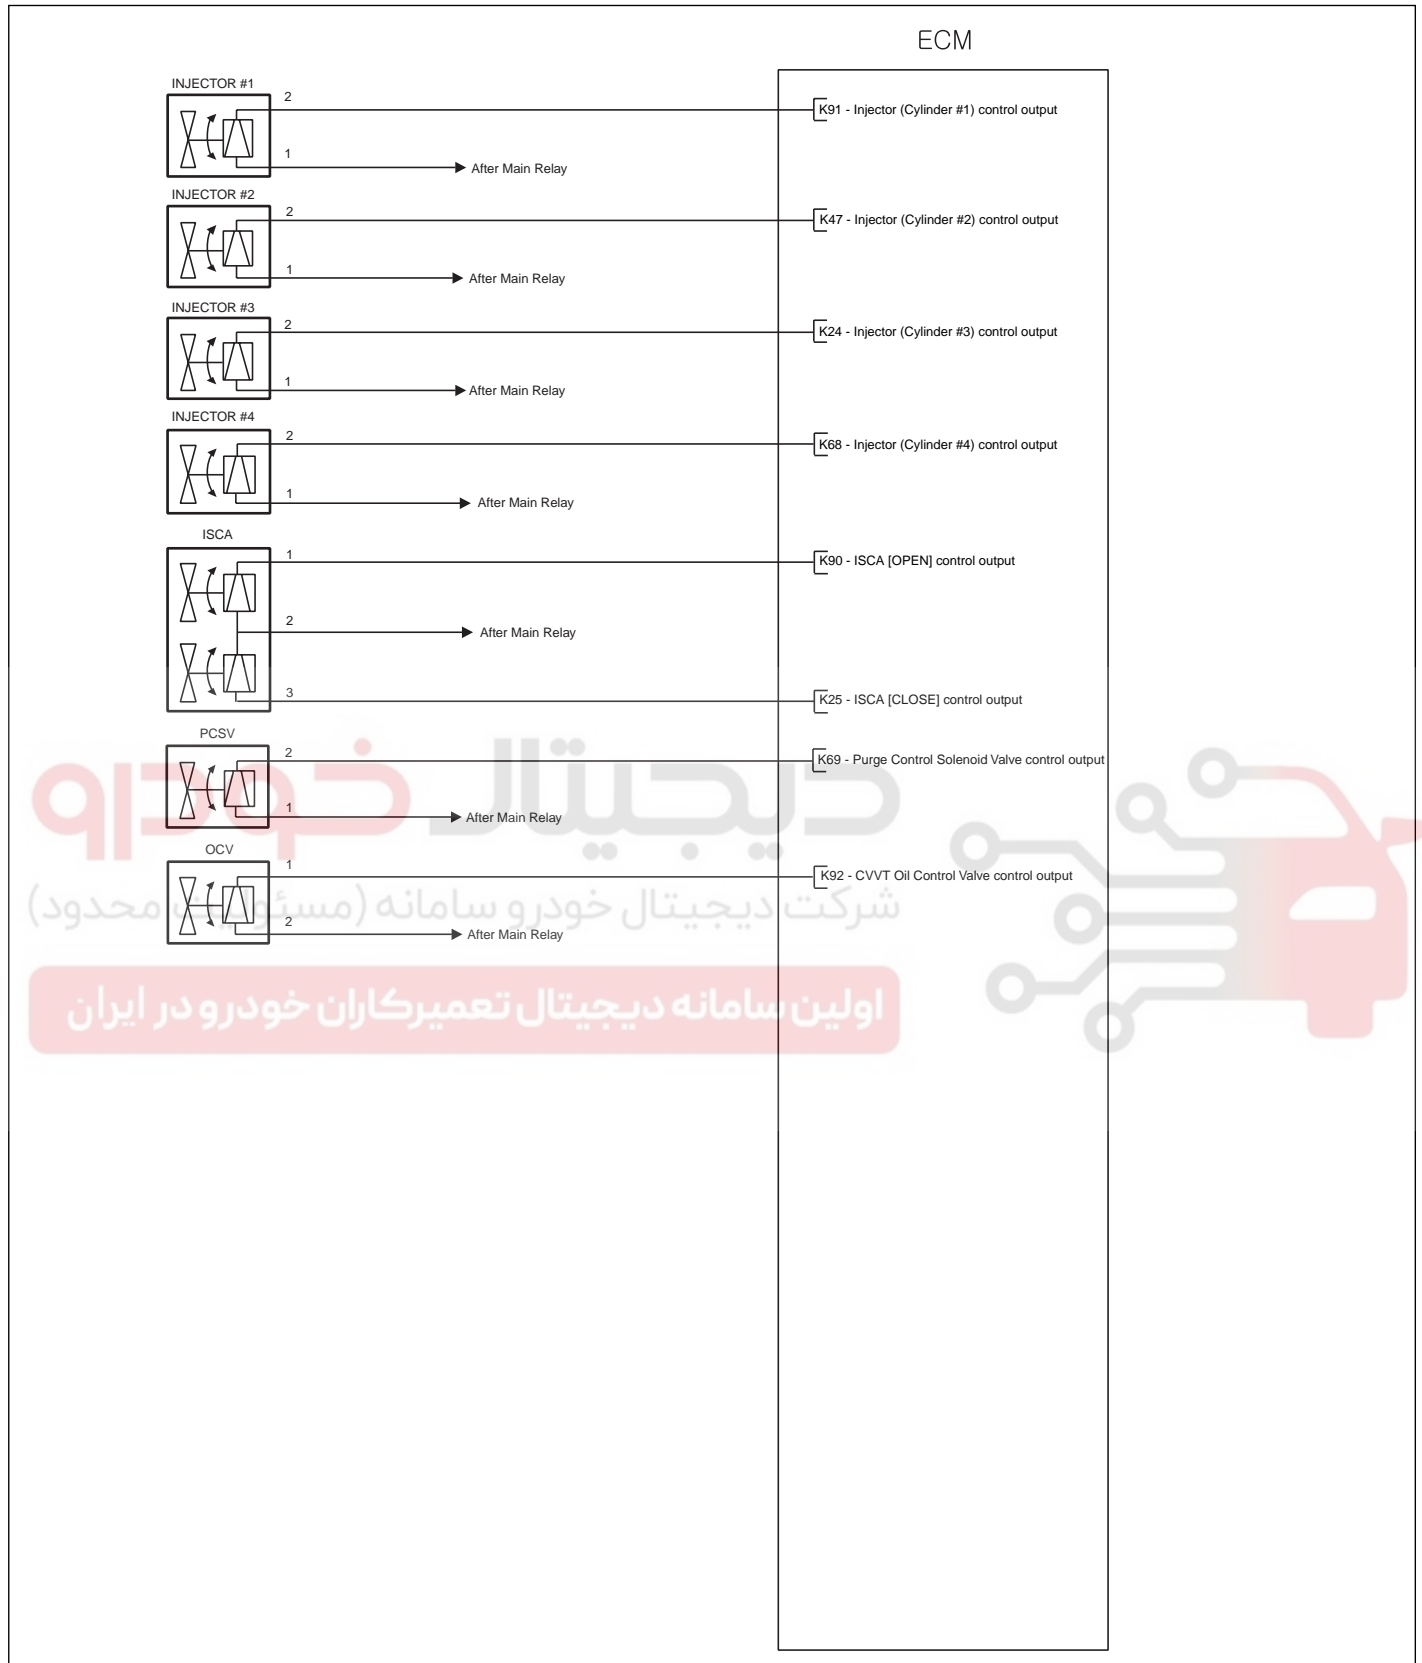 ECM
INJECTOR #1
2
K91 - Injector (Cylinder #1) control output
1
After Main Relay
INJECTOR #2
2
K47 - Injector (Cylinder #2) control output
1
After Main Relay
INJECTOR #3
2
K24 - Injector (Cylinder #3) control output
1
After Main Relay
INJECTOR #4
2
K68 - Injector (Cylinder #4) control output
1
After Main Relay
ISCA
1
K90 - ISCA [OPEN] control output
2
After Main Relay
3
K25 - ISCA [CLOSE] control output
PCSV
2
K69 - Purge Control Solenoid Valve control output
1
After Main Relay
دیجیتال خودرو
OCV
1
K92 - CVVT Oil Control Valve control output
شرکت دیجیتال خودرو سامانه (مسئولیت محدود)
2
After Main Relay
اولین سامانه دیجیتال تعمیرکاران خودرو در ایران